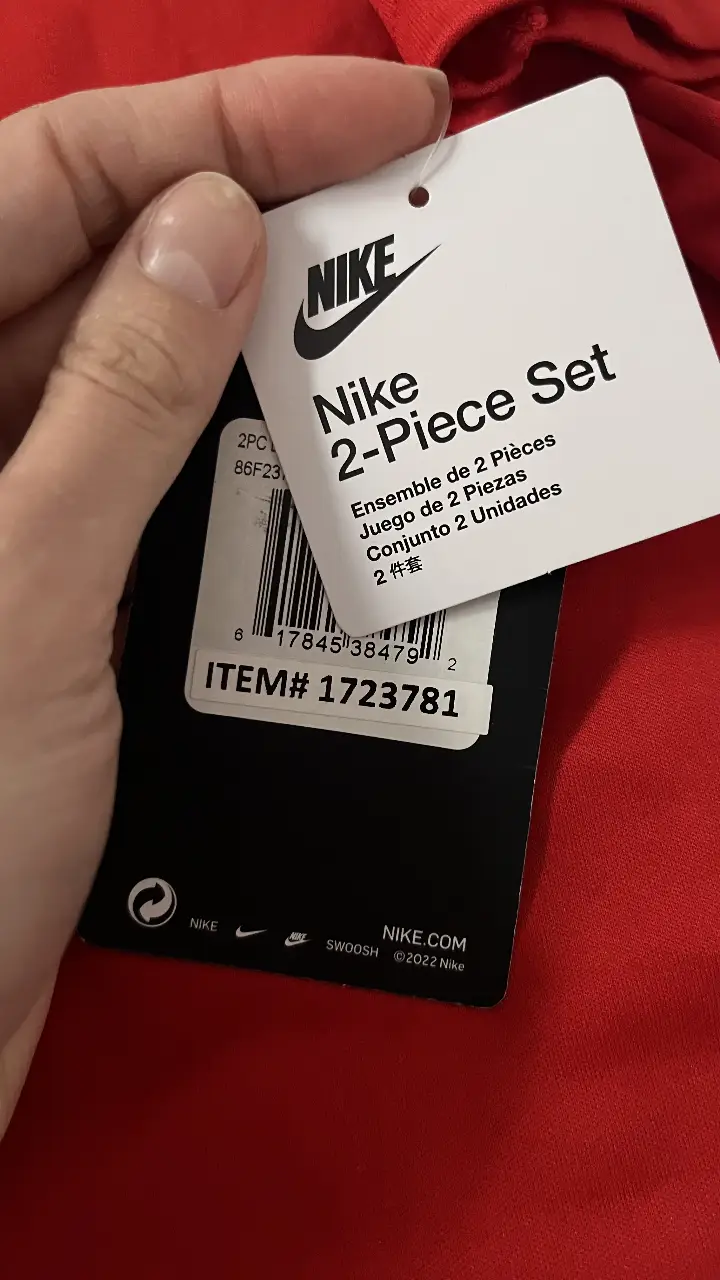 NIKE
Nike
2-Piece Set
Ensemble de 2 Pièces
Juego de 2 Piezas
Conjunto 2 Unidades
2 件套
2PC
86F23
6 17845 38479 2
ITEM# 1723781
NIKE NIKE SWOOSH
NIKE.COM
©2022 Nike